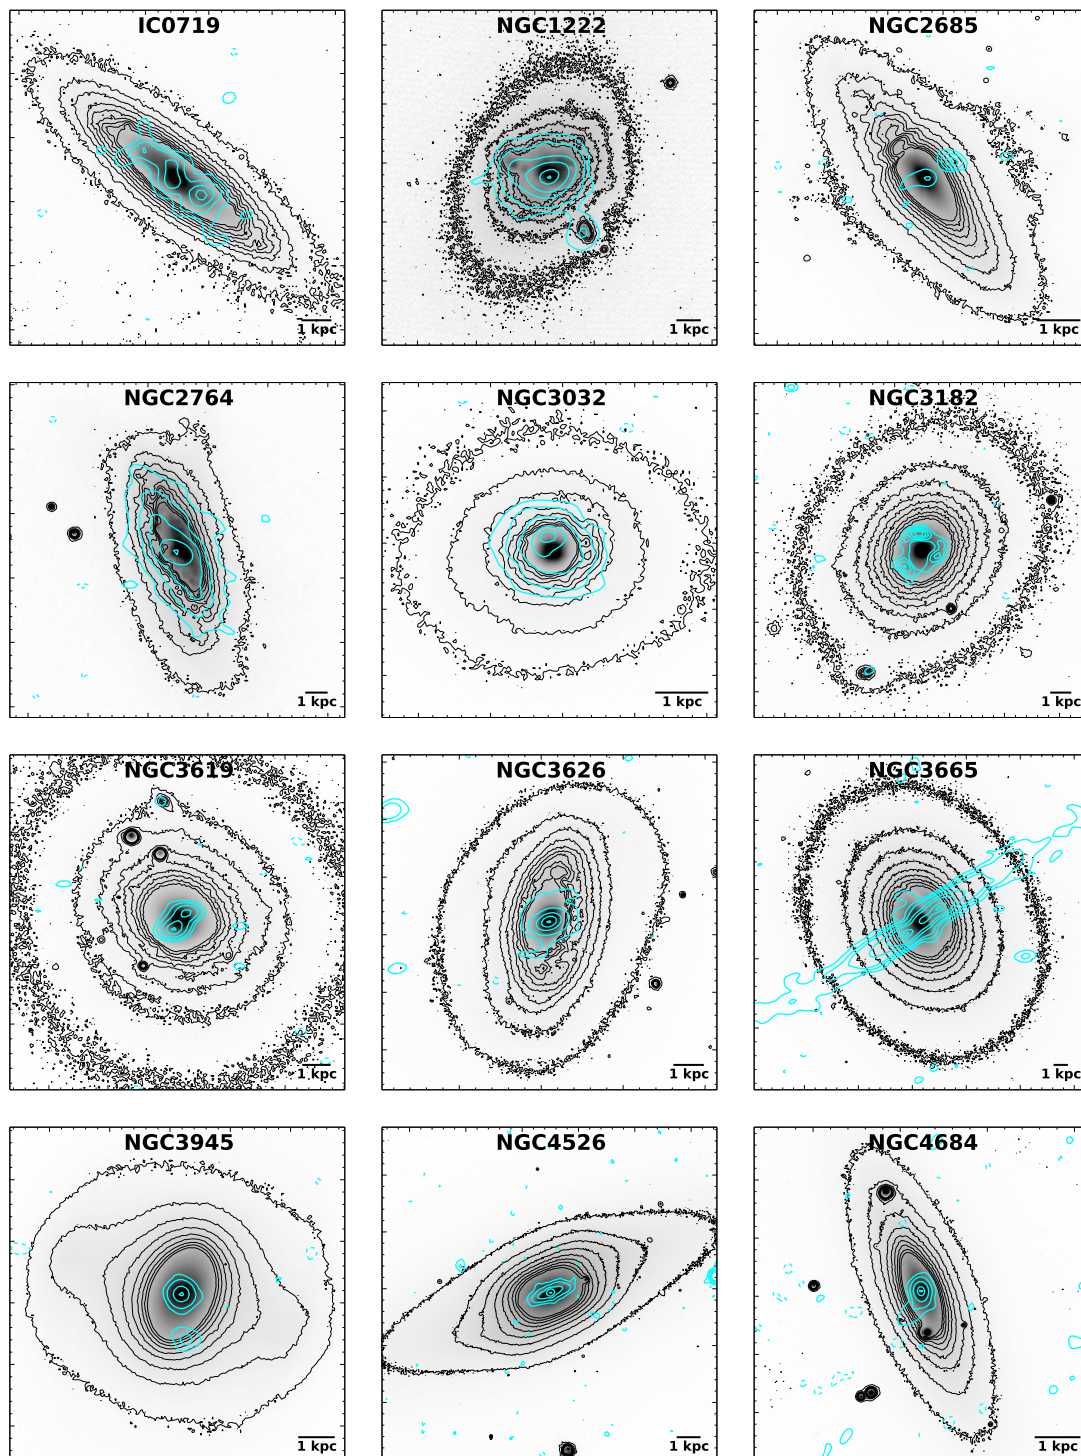 IC0719
NGC1222
NGC2685
1 kpc
1 kpc
1 kpc
NGC2764
NGC3032
NGC3182
1 kpc
1 kpc
1 kpc
NGC3619
NGC3626
NGC3665
1 kpc
1 kpc
1 kpc
NGC3945
NGC4526
NGC4684
1 kpc
1 kpc
1 kpc